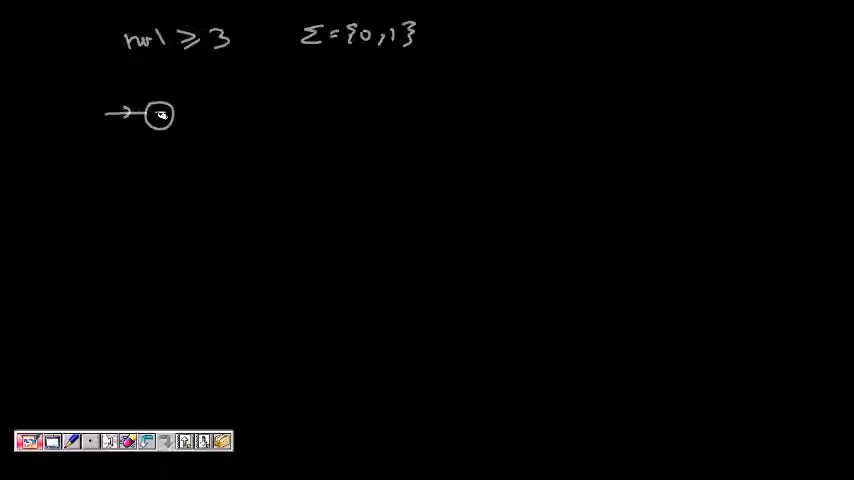 |w| ≥ 3 Σ = {0,1}